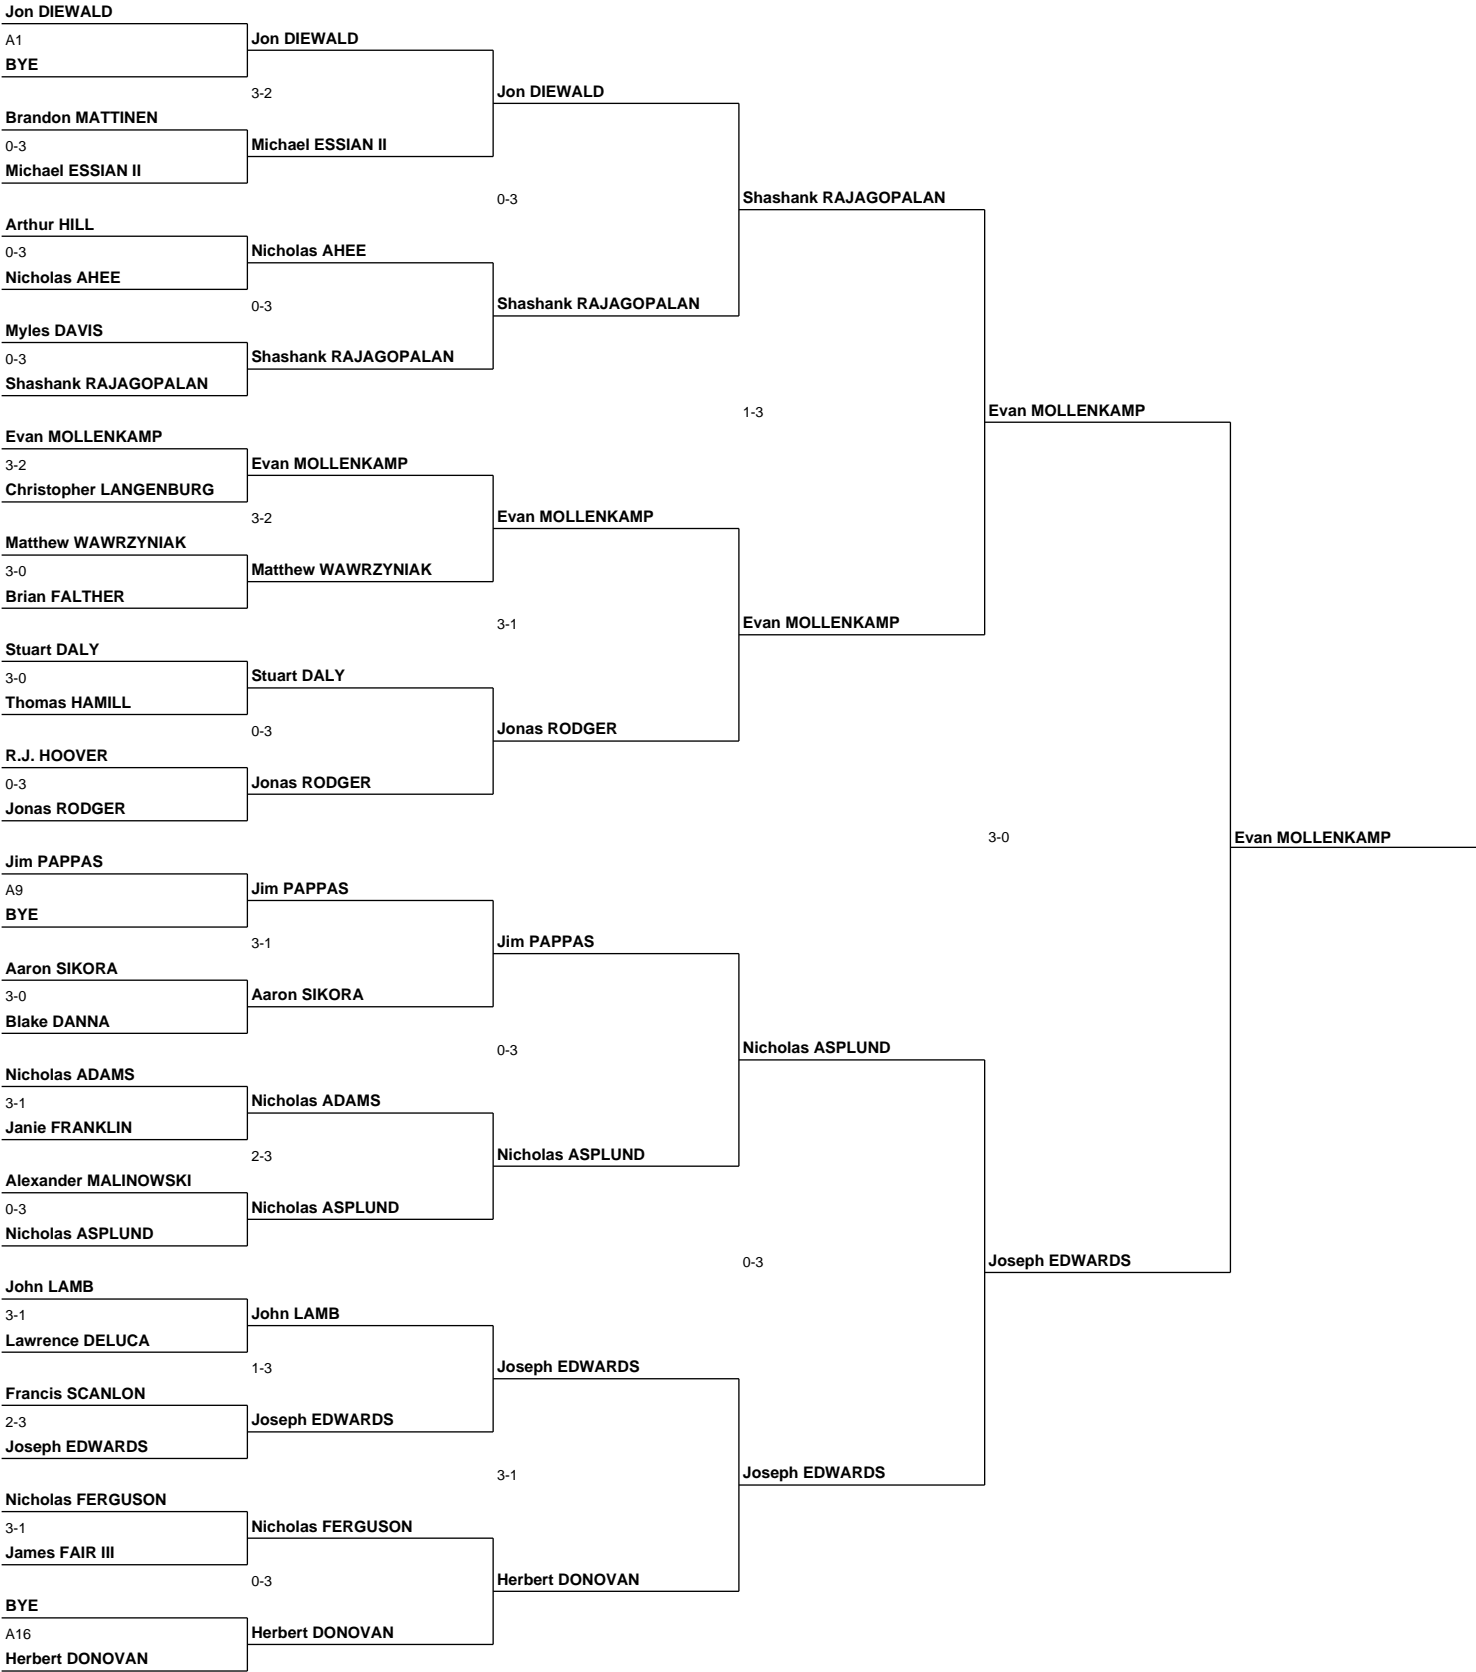 Jon DIEWALD
A1
BYE
Brandon MATTINEN
0-3
Michael ESSIAN II
Arthur HILL
0-3
Nicholas AHEE
Myles DAVIS
0-3
Shashank RAJAGOPALAN
Evan MOLLENKAMP
3-2
Christopher LANGENBURG
Matthew WAWRZYNIAK
3-0
Brian FALTHER
Stuart DALY
3-0
Thomas HAMILL
R.J. HOOVER
0-3
Jonas RODGER
Jim PAPPAS
A9
BYE
Aaron SIKORA
3-0
Blake DANNA
Nicholas ADAMS
3-1
Janie FRANKLIN
Alexander MALINOWSKI
0-3
Nicholas ASPLUND
John LAMB
3-1
Lawrence DELUCA
Francis SCANLON
2-3
Joseph EDWARDS
Nicholas FERGUSON
3-1
James FAIR III
BYE
A16
Herbert DONOVAN
Jon DIEWALD
3-2
Michael ESSIAN II
Nicholas AHEE
0-3
Shashank RAJAGOPALAN
Evan MOLLENKAMP
3-2
Matthew WAWRZYNIAK
Stuart DALY
0-3
Jonas RODGER
Jim PAPPAS
3-1
Aaron SIKORA
Nicholas ADAMS
2-3
Nicholas ASPLUND
John LAMB
1-3
Joseph EDWARDS
Nicholas FERGUSON
0-3
Herbert DONOVAN
Jon DIEWALD
0-3
Shashank RAJAGOPALAN
Evan MOLLENKAMP
3-1
Jonas RODGER
Jim PAPPAS
0-3
Nicholas ASPLUND
Joseph EDWARDS
3-1
Herbert DONOVAN
Shashank RAJAGOPALAN
1-3
Evan MOLLENKAMP
Nicholas ASPLUND
0-3
Joseph EDWARDS
Evan MOLLENKAMP
3-0
Joseph EDWARDS
Evan MOLLENKAMP